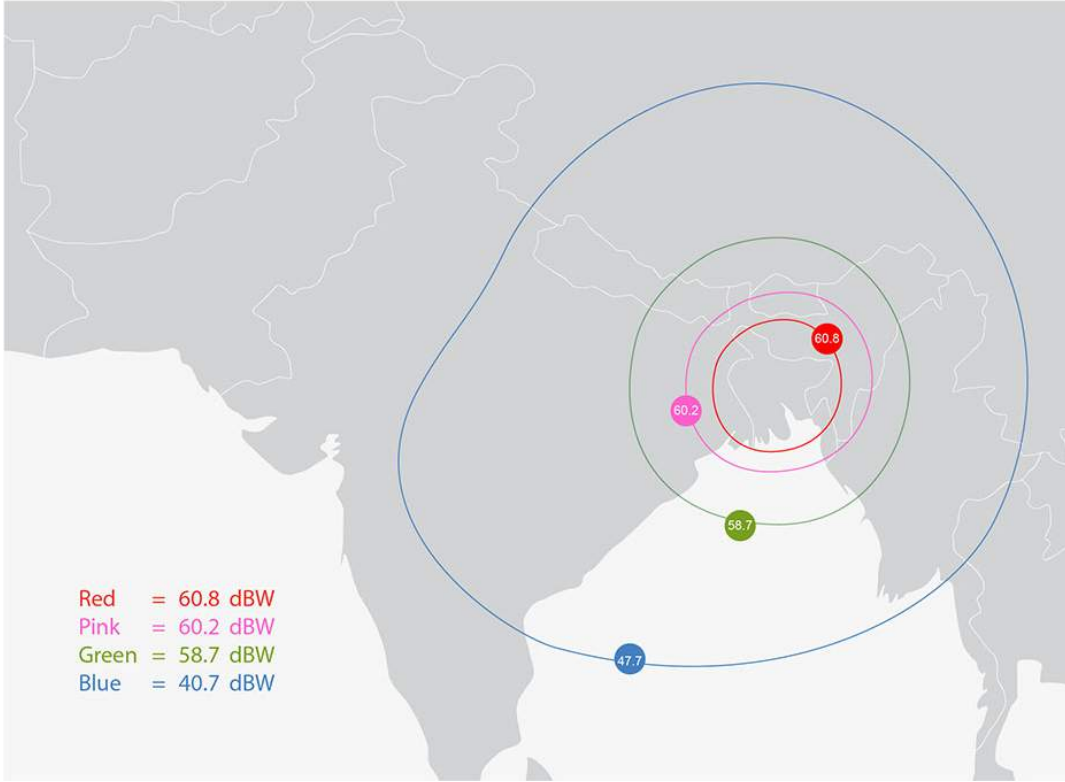 60.8
60.2
58.7
47.7
Red = 60.8 dBW
Pink = 60.2 dBW
Green = 58.7 dBW
Blue = 40.7 dBW